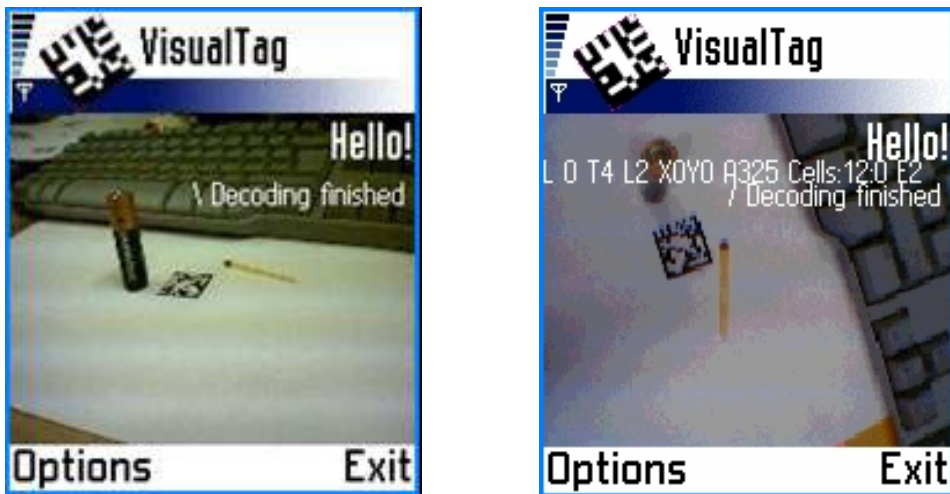 VisualTag
Hello!
\ Decoding finished
Options Exit
VisualTag
Hello!
L 0 T4 L2 X0Y0 A325 Cells:12:0 E2
/ Decoding finished
Options Exit